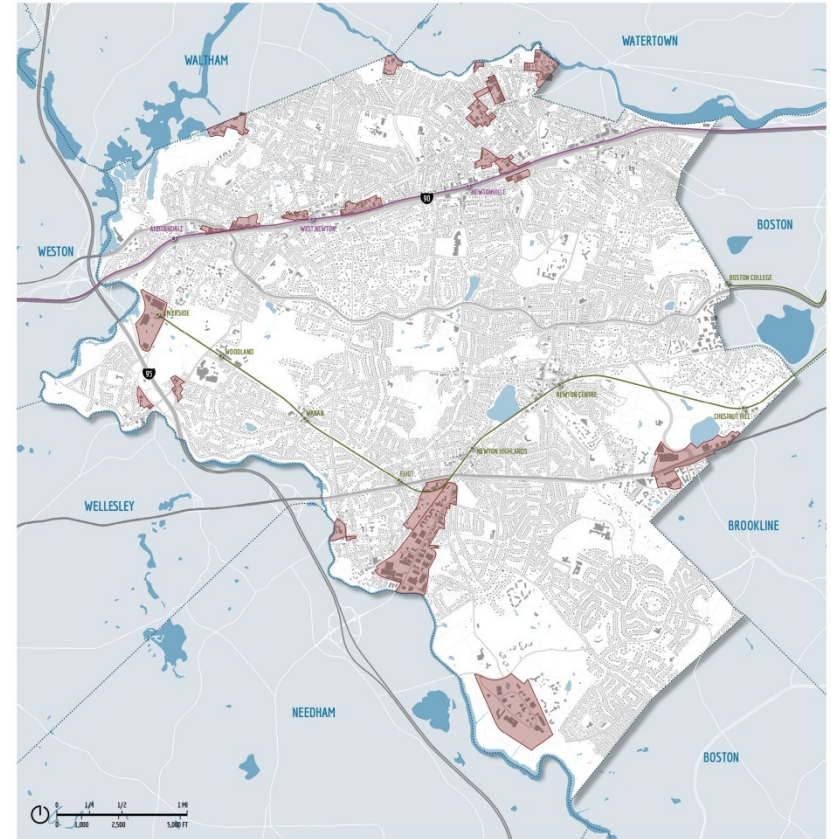 WATERTOWN
WALTHAM
90
NEWTONVILLE
AUBURNDALE
WEST NEWTON
WESTON
BOSTON
BOSTON COLLEGE
RIVERSIDE
WOODLAND
95
NEWTON CENTRE
WABAN
CHESTNUT HILL
NEWTON HIGHLANDS
ELIOT
WELLESLEY
BROOKLINE
NEEDHAM
BOSTON
0 1/4 1/2 1 MI
0 1,000 2,500 5,000 FT